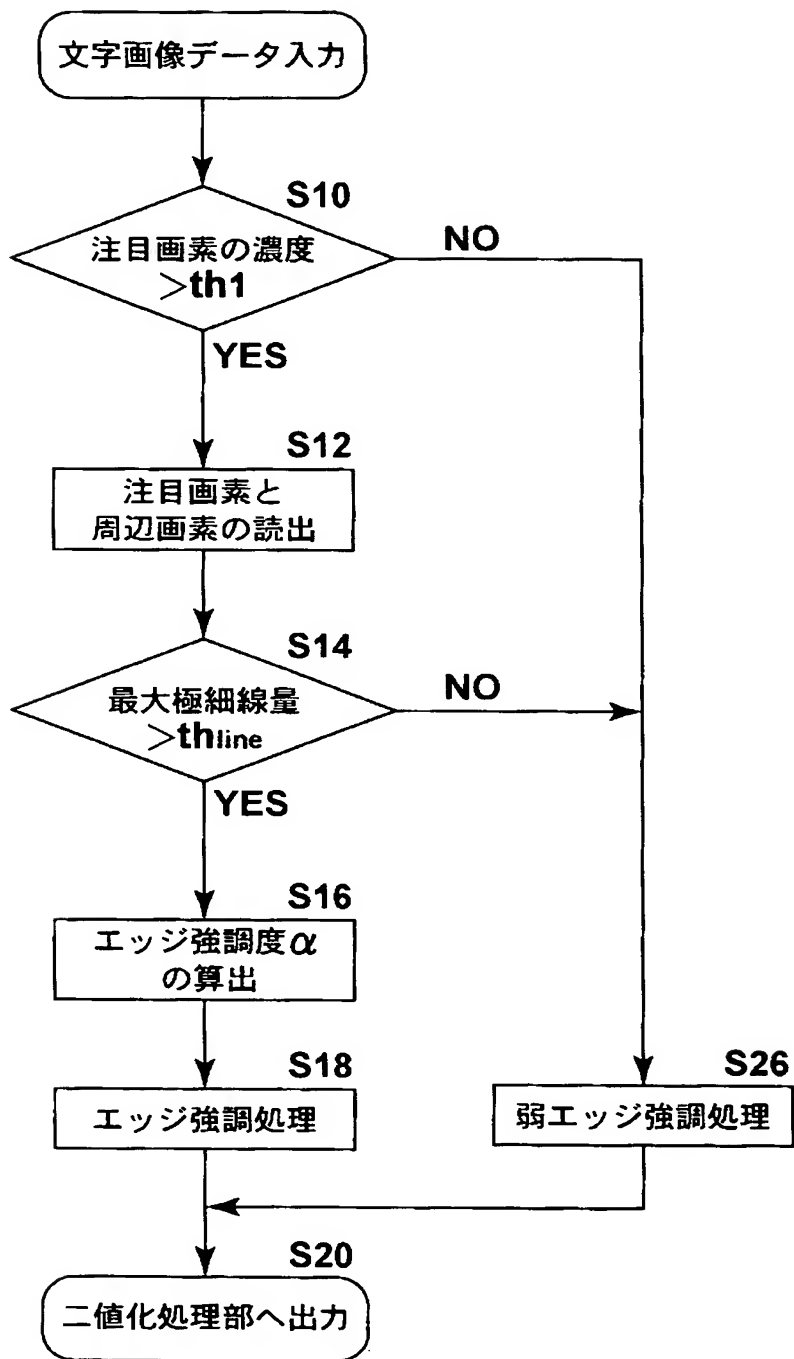 文字画像データ入力
S10
注目画素の濃度
>th1
NO
YES
S12
注目画素と
周辺画素の読出
S14
最大極細線量
>thline
NO
YES
S16
エッジ強調度α
の算出
S18
エッジ強調処理
S26
弱エッジ強調処理
S20
二値化処理部へ出力